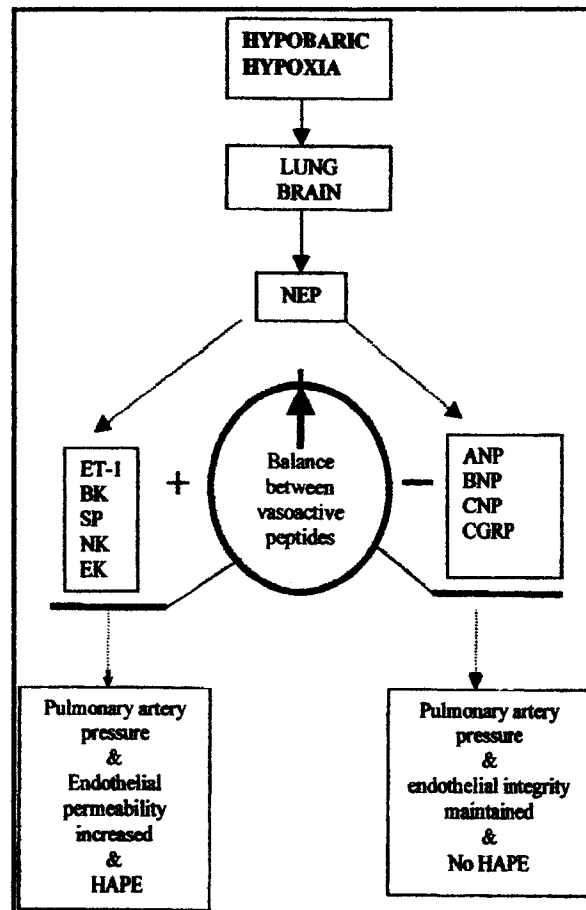 HYPOBARIC
HYPOXIA
LUNG
BRAIN
NEP
ET-1
BK
SP
NK
EK
+
Balance
between
vasoactive
peptides
−
ANP
BNP
CNP
CGRP
Pulmonary artery
pressure
&
Endothelial
permeability
increased
&
HAPE
Pulmonary artery
pressure
&
endothelial integrity
maintained
&
No HAPE